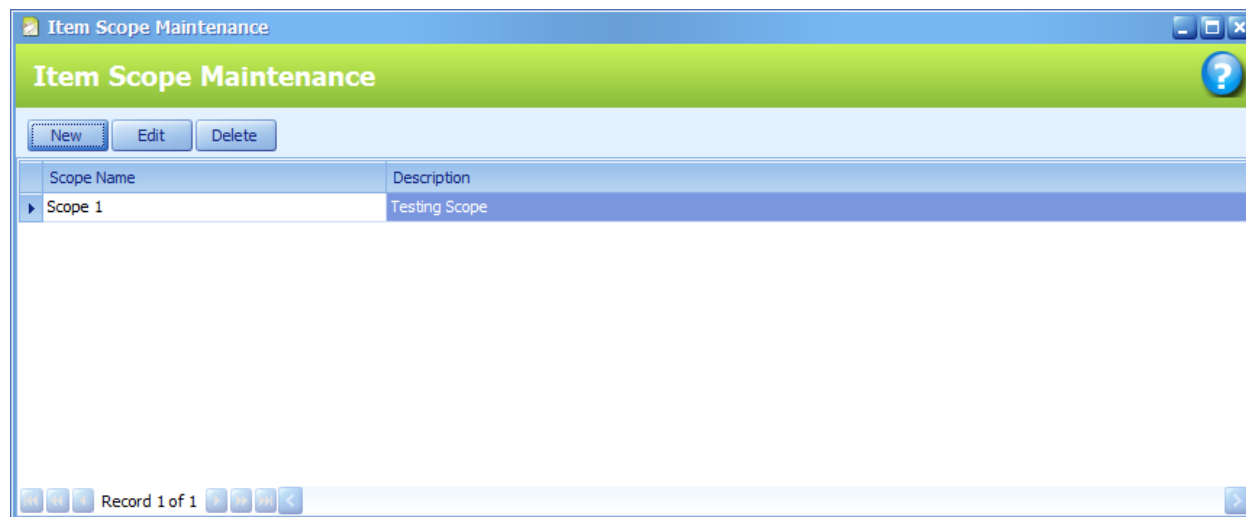 Item Scope Maintenance
Item Scope Maintenance
?
New Edit Delete
Scope Name Description
Scope 1 Testing Scope
Record 1 of 1